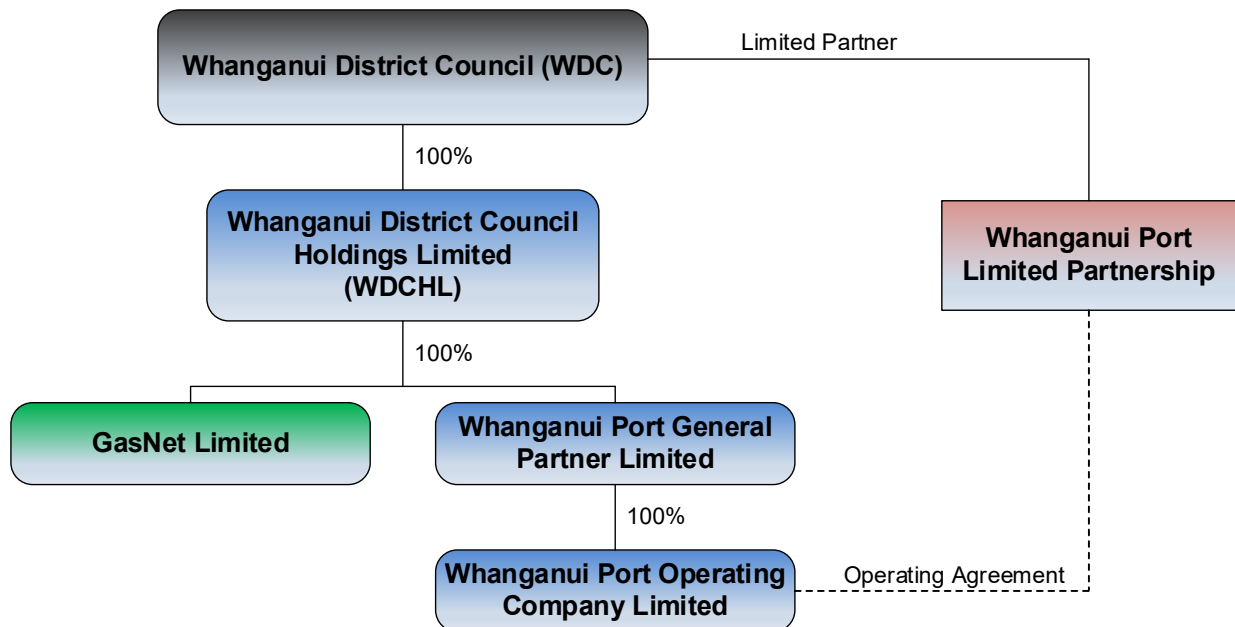 Limited Partner
Whanganui District Council (WDC)
100%
Whanganui District Council
Holdings Limited
(WDCHL)
Whanganui Port
Limited Partnership
100%
GasNet Limited
Whanganui Port General
Partner Limited
100%
Whanganui Port Operating
Company Limited
Operating Agreement